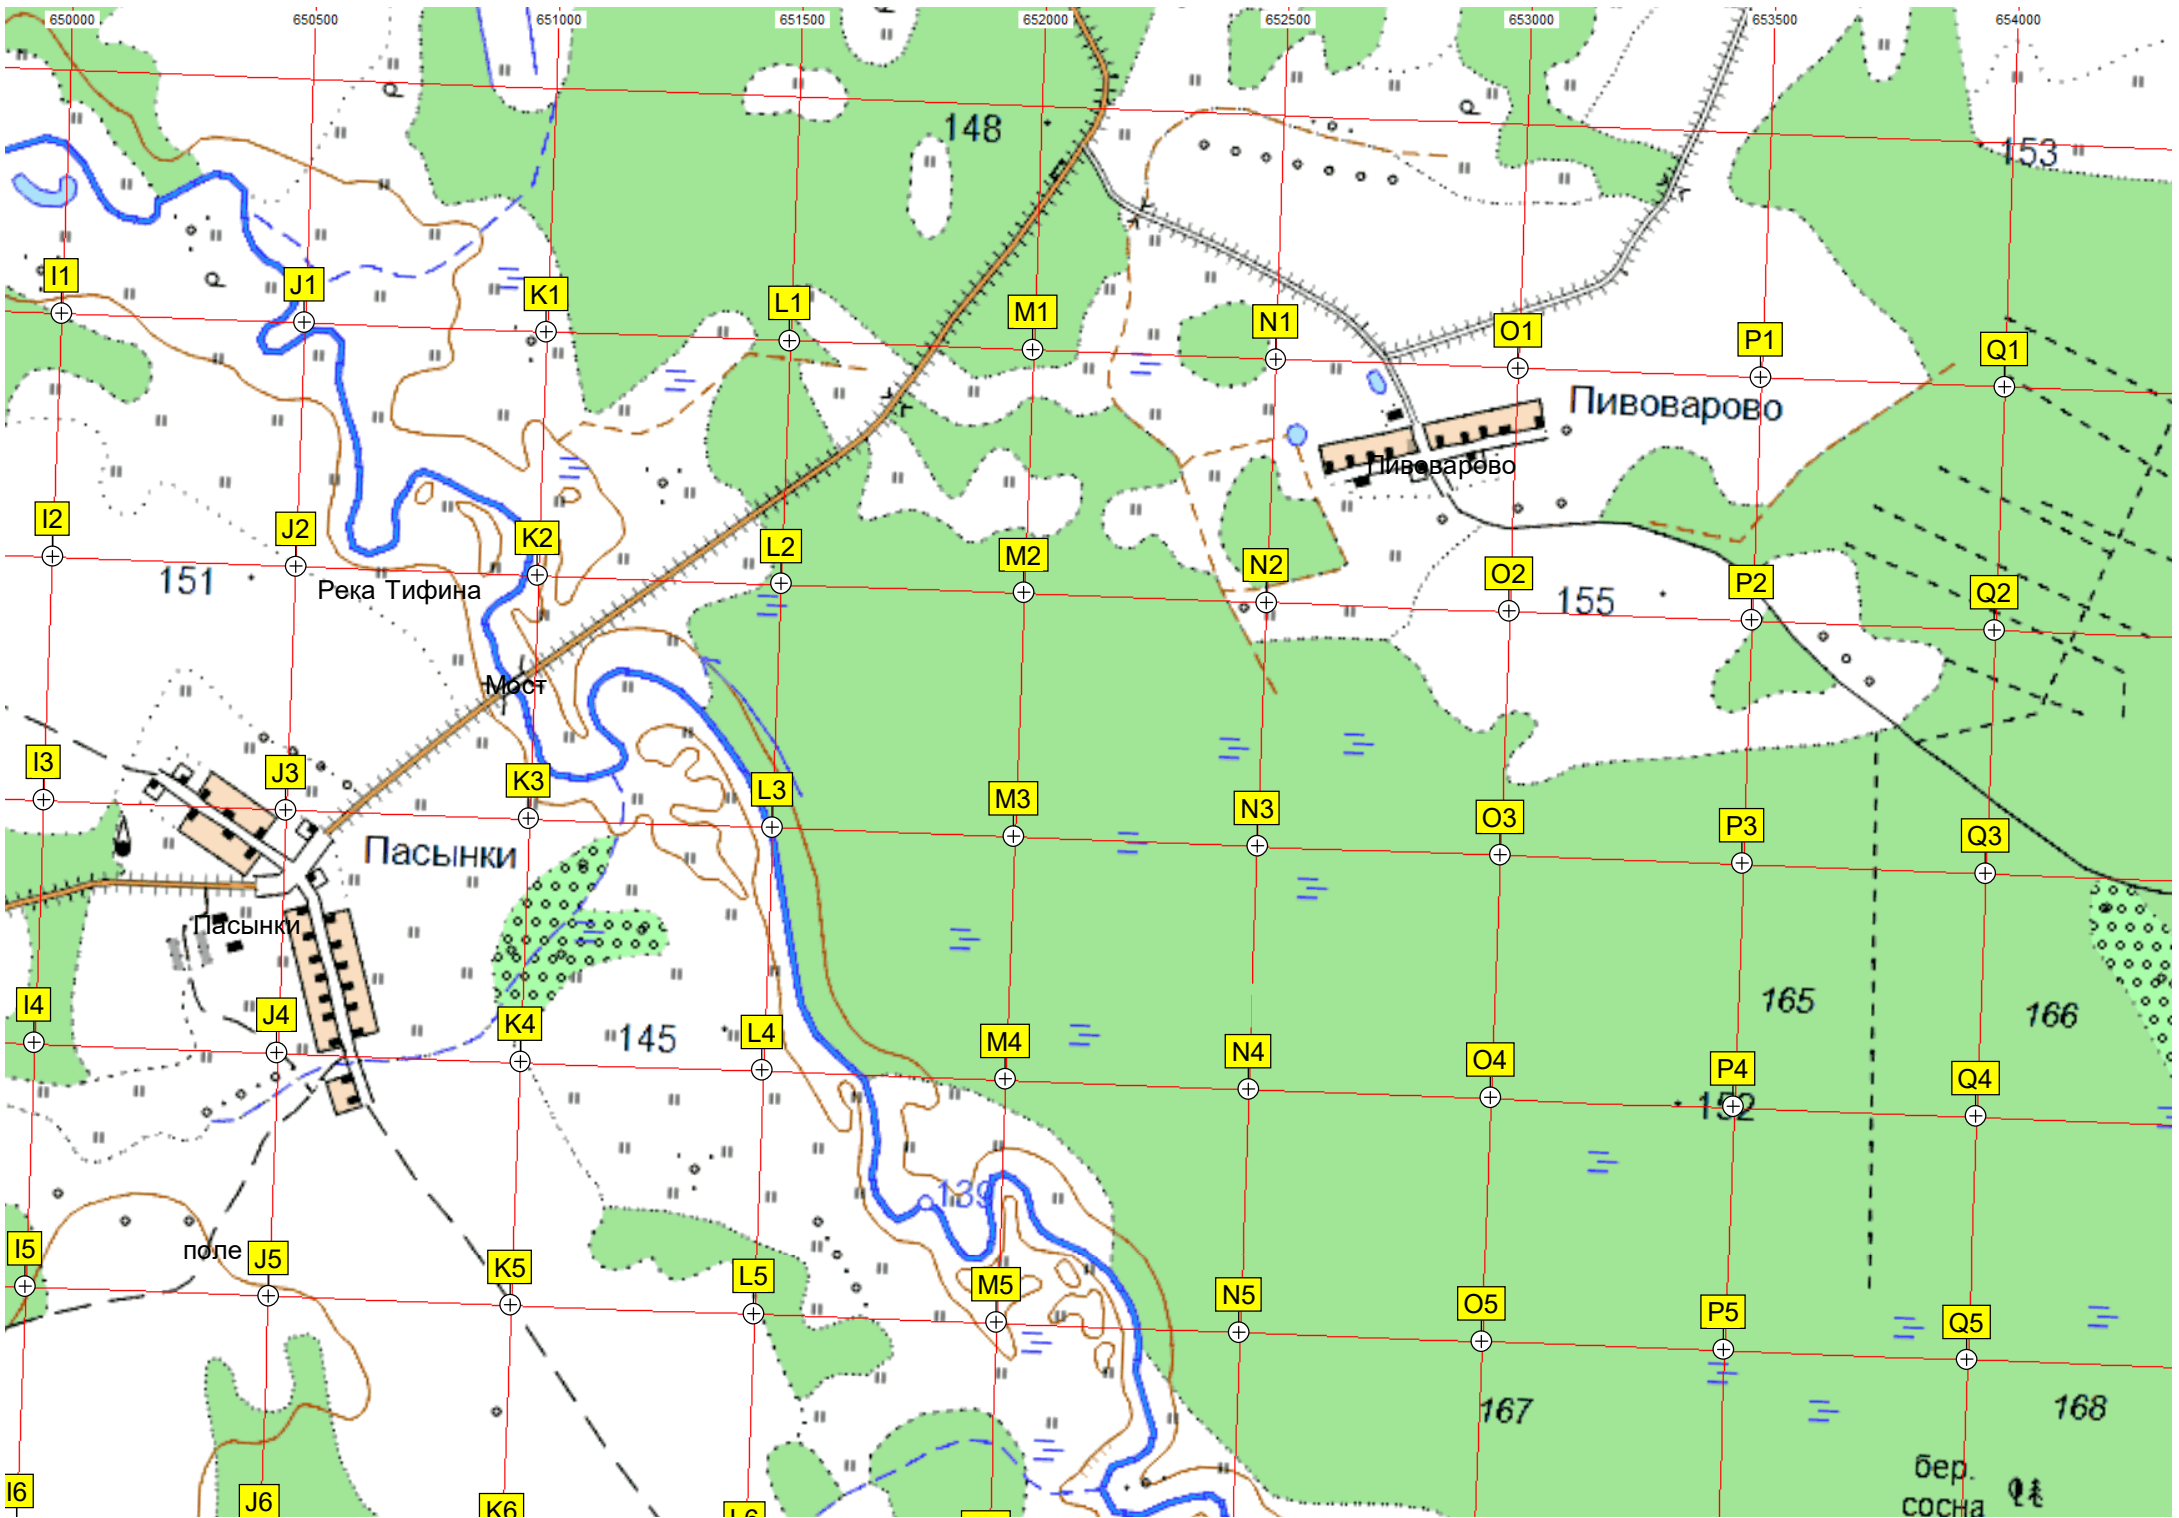 650000 650500 651000 651500 652000 652500 653000 653500 654000
148
153
I1 J1 K1 L1 M1 N1 O1 P1 Q1
Пивоварово
Пивоварово
I2 J2 K2 L2 M2 N2 O2 P2 Q2
151
Река Тифина
155
Мост
I3 J3 K3 L3 M3 N3 O3 P3 Q3
Пасынки
Пасынки
165
166
I4 J4 K4 L4 M4 N4 O4 P4 Q4
145
152
139
поле
I5 J5 K5 L5 M5 N5 O5 P5 Q5
167
168
бер.
сосна
I6 J6 K6 L6